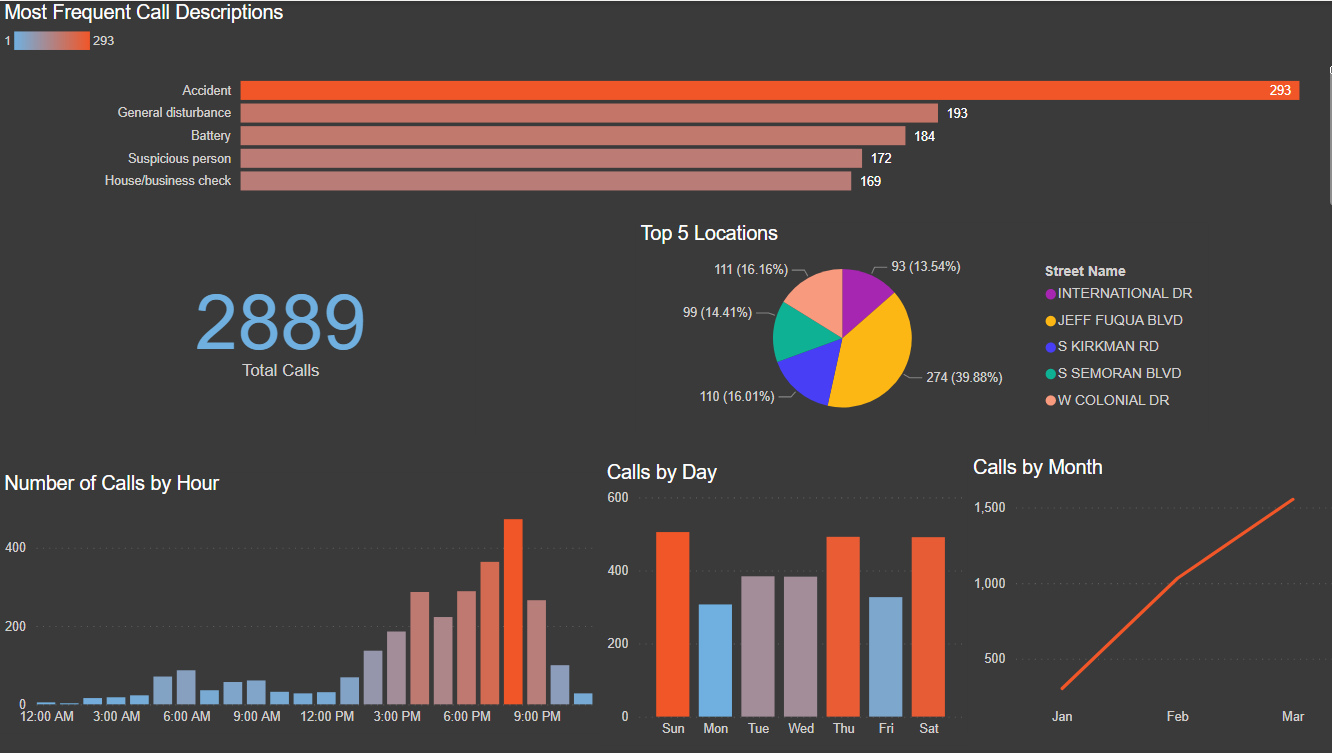 Most Frequent Call Descriptions
1 293
Accident 293
General disturbance 193
Battery 184
Suspicious person 172
House/business check 169
2889
Total Calls
Top 5 Locations
111 (16.16%)
93 (13.54%)
99 (14.41%)
274 (39.88%)
110 (16.01%)
Street Name
INTERNATIONAL DR
JEFF FUQUA BLVD
S KIRKMAN RD
S SEMORAN BLVD
W COLONIAL DR
Number of Calls by Hour
400
200
0
12:00 AM 3:00 AM 6:00 AM 9:00 AM 12:00 PM 3:00 PM 6:00 PM 9:00 PM
Calls by Day
600
400
200
0
Sun Mon Tue Wed Thu Fri Sat
Calls by Month
1,500
1,000
500
Jan Feb Mar